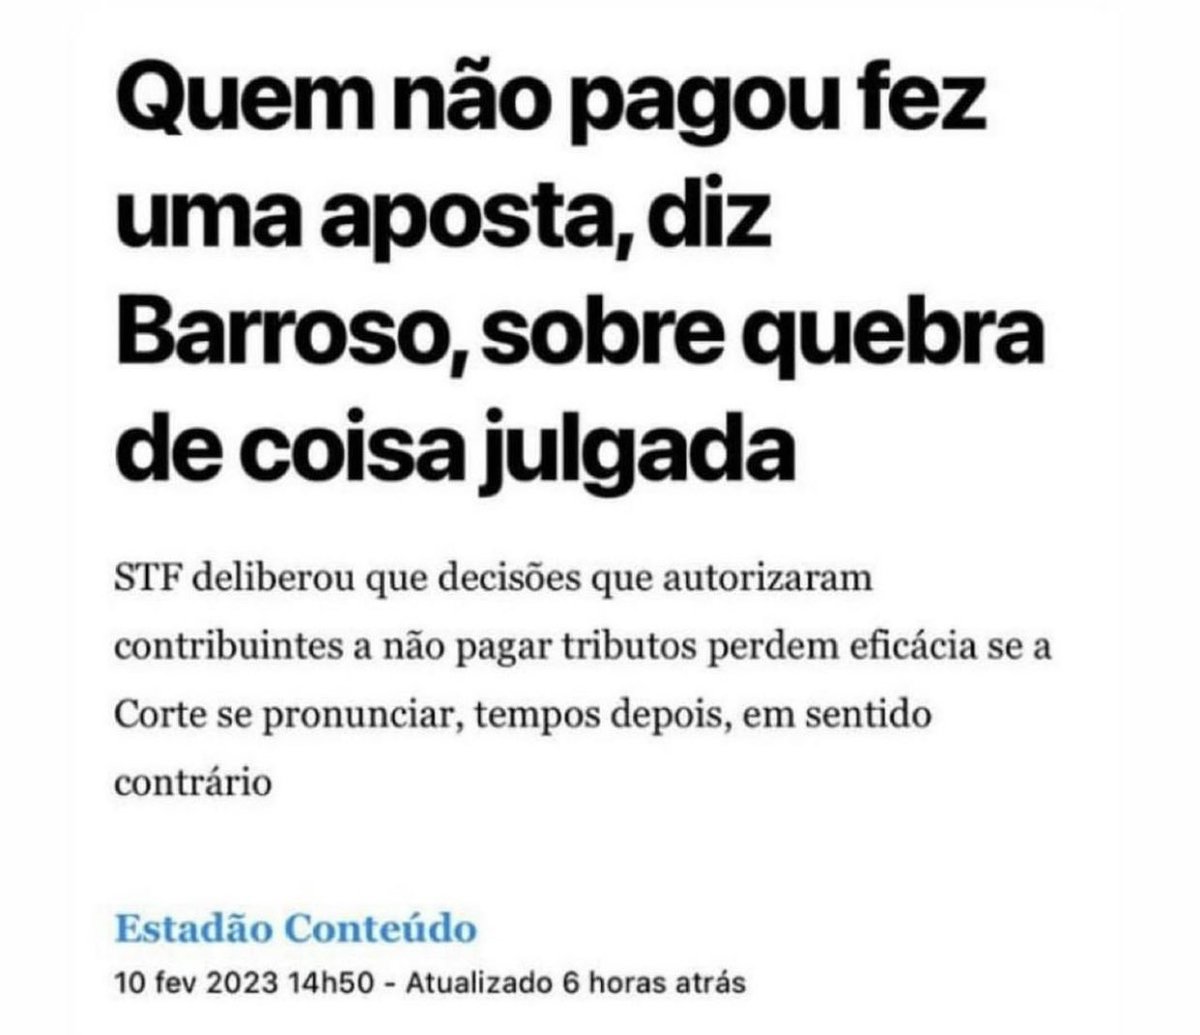 Quem não pagou fez
uma aposta, diz
Barroso, sobre quebra
de coisa julgada
STF deliberou que decisões que autorizaram
contribuintes a não pagar tributos perdem eficácia se a
Corte se pronunciar, tempos depois, em sentido
contrário
Estadão Conteúdo
10 fev 2023 14h50 - Atualizado 6 horas atrás